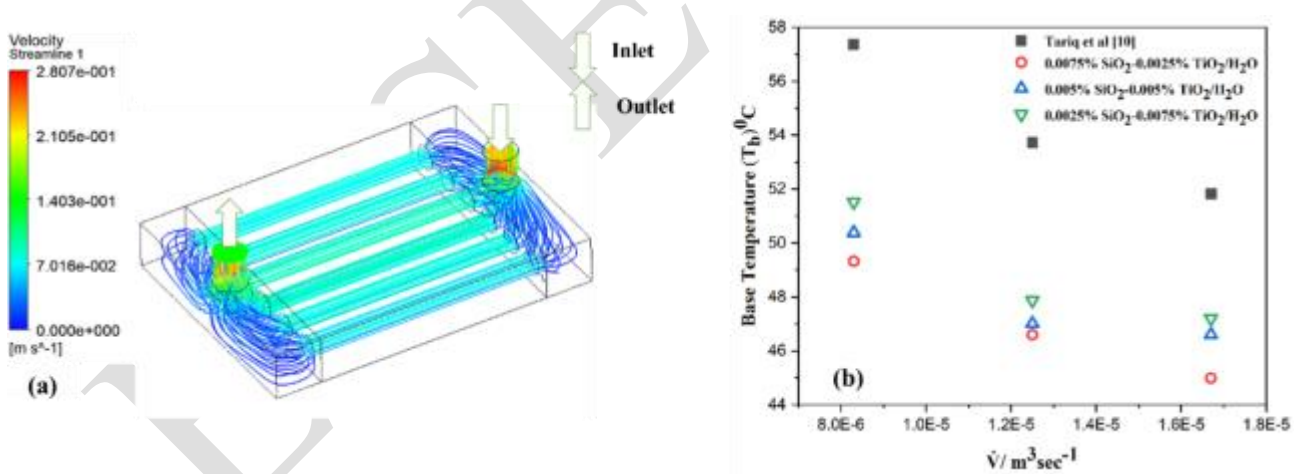 Velocity
Streamline 1
2.807e-001
2.105e-001
1.403e-001
7.016e-002
0.000e+000
[m s^-1]
Inlet
Outlet
(a)
(b)
58
56
54
52
50
48
46
44
Base Temperature (T_b)^0C
Tariq et al [10]
0.0075% SiO₂-0.0025% TiO₂/H₂O
0.005% SiO₂-0.005% TiO₂/H₂O
0.0025% SiO₂-0.0075% TiO₂/H₂O
(b)
8.0E-6 1.0E-5 1.2E-5 1.4E-5 1.6E-5 1.8E-5
V̇/ m³sec⁻¹